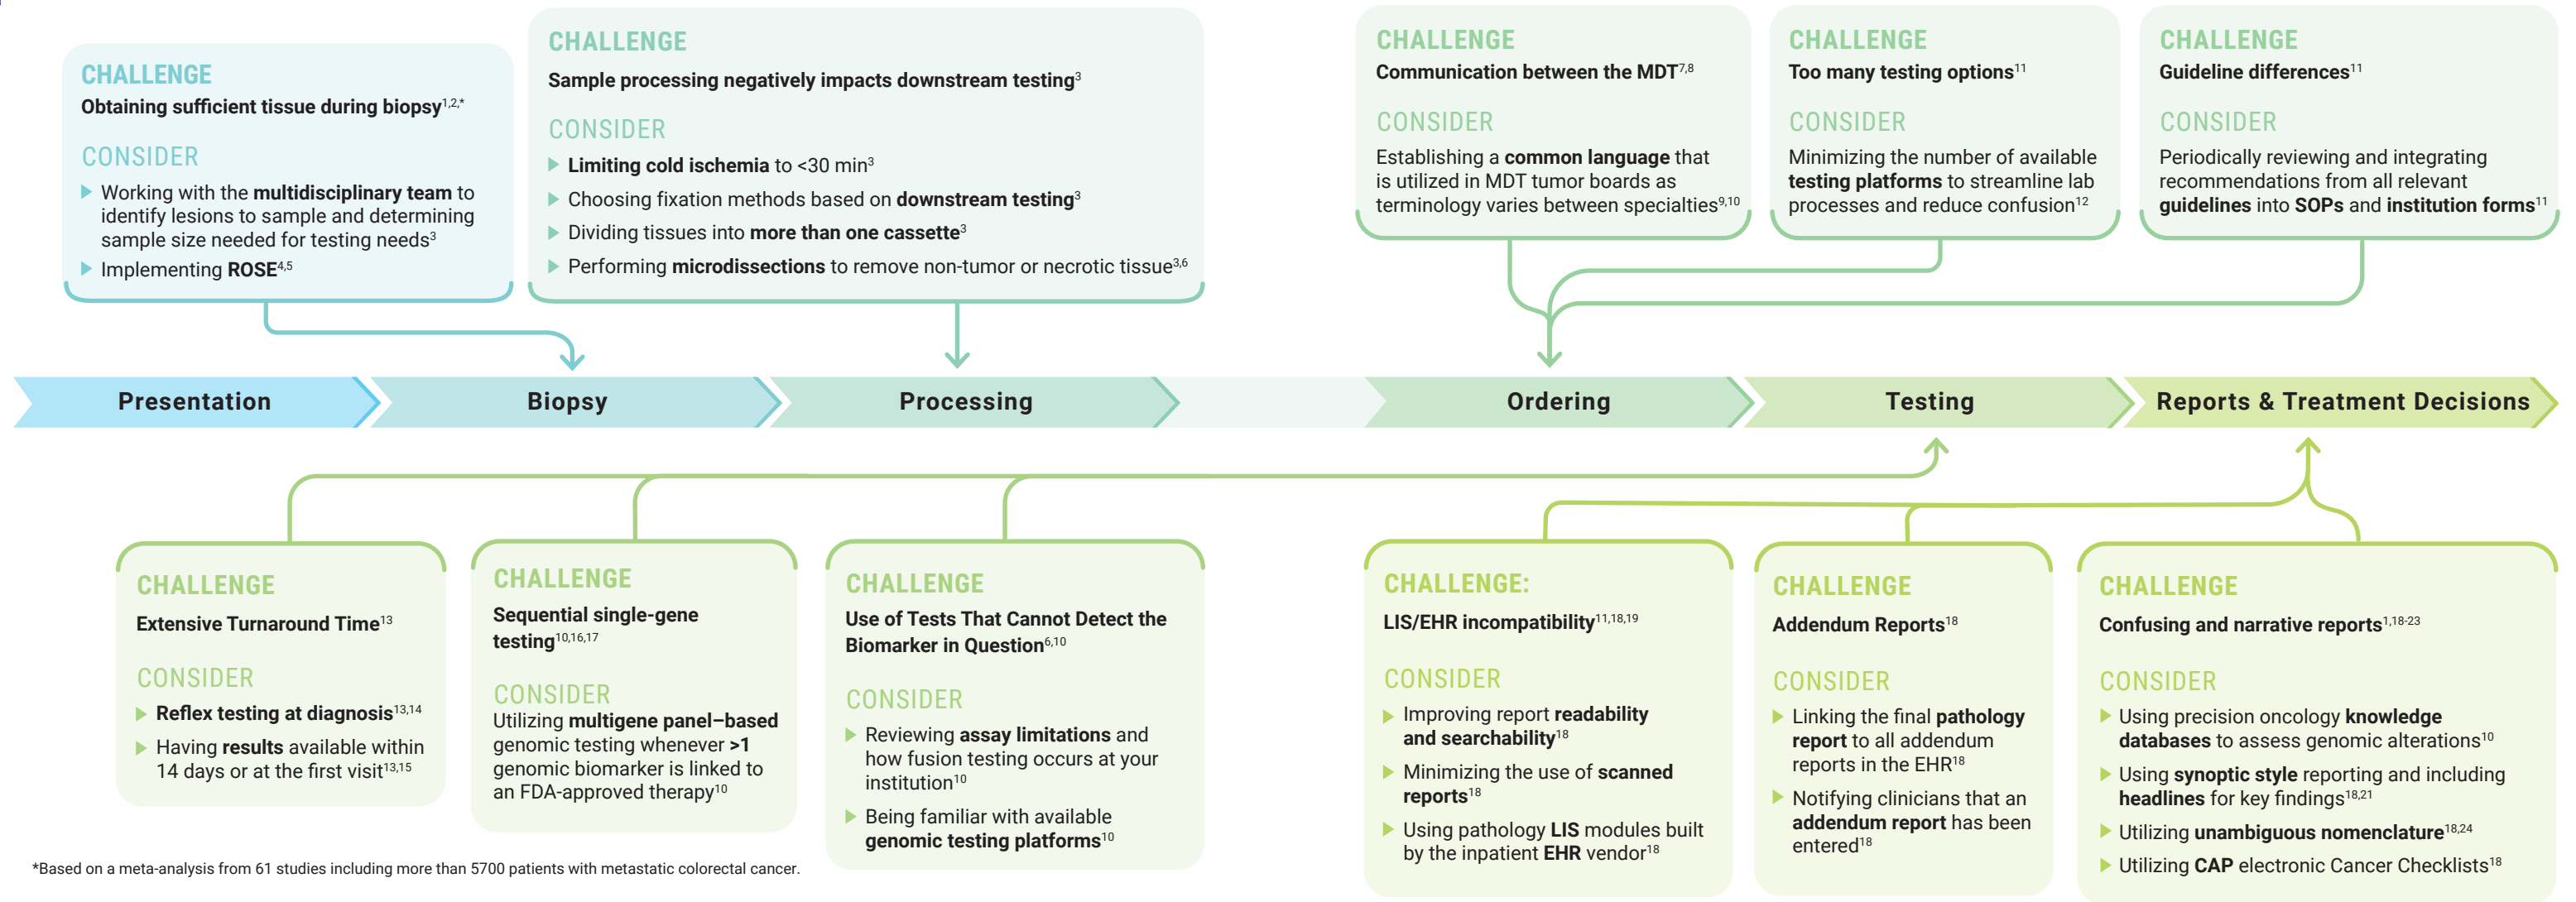 CHALLENGE
Obtaining sufficient tissue during biopsy1,2,*
CONSIDER
Working with the multidisciplinary team to
identify lesions to sample and determining
sample size needed for testing needs3
Implementing ROSE4,5
CHALLENGE
Sample processing negatively impacts downstream testing3
CONSIDER
Limiting cold ischemia to <30 min3
Choosing fixation methods based on downstream testing3
Dividing tissues into more than one cassette3
Performing microdissections to remove non-tumor or necrotic tissue3,6
CHALLENGE
Communication between the MDT7,8
CONSIDER
Establishing a common language that
is utilized in MDT tumor boards as
terminology varies between specialties9,10
CHALLENGE
Too many testing options11
CONSIDER
Minimizing the number of available
testing platforms to streamline lab
processes and reduce confusion12
CHALLENGE
Guideline differences11
CONSIDER
Periodically reviewing and integrating
recommendations from all relevant
guidelines into SOPs and institution forms11
Presentation
Biopsy
Processing
Ordering
Testing
Reports & Treatment Decisions
CHALLENGE
Extensive Turnaround Time13
CONSIDER
Reflex testing at diagnosis13,14
Having results available within
14 days or at the first visit13,15
CHALLENGE
Sequential single-gene
testing10,16,17
CONSIDER
Utilizing multigene panel–based
genomic testing whenever >1
genomic biomarker is linked to
an FDA-approved therapy10
CHALLENGE
Use of Tests That Cannot Detect the
Biomarker in Question6,10
CONSIDER
Reviewing assay limitations and
how fusion testing occurs at your
institution10
Being familiar with available
genomic testing platforms10
CHALLENGE:
LIS/EHR incompatibility11,18,19
CONSIDER
Improving report readability
and searchability18
Minimizing the use of scanned
reports18
Using pathology LIS modules built
by the inpatient EHR vendor18
CHALLENGE
Addendum Reports18
CONSIDER
Linking the final pathology
report to all addendum
reports in the EHR18
Notifying clinicians that an
addendum report has been
entered18
CHALLENGE
Confusing and narrative reports1,18-23
CONSIDER
Using precision oncology knowledge
databases to assess genomic alterations10
Using synoptic style reporting and including
headlines for key findings18,21
Utilizing unambiguous nomenclature18,24
Utilizing CAP electronic Cancer Checklists18
*Based on a meta-analysis from 61 studies including more than 5700 patients with metastatic colorectal cancer.